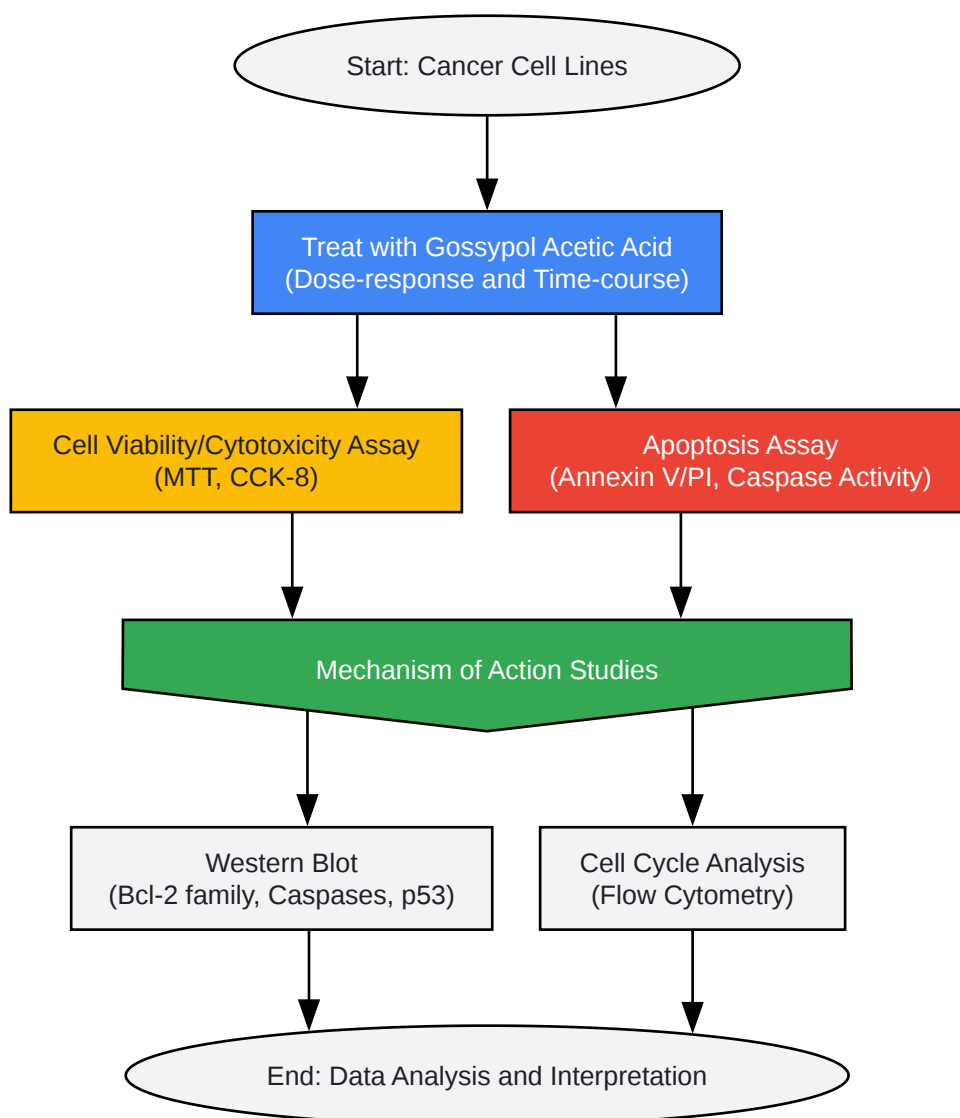 Start: Cancer Cell Lines
Treat with Gossypol Acetic Acid
(Dose-response and Time-course)
Cell Viability/Cytotoxicity Assay
(MTT, CCK-8)
Apoptosis Assay
(Annexin V/PI, Caspase Activity)
Mechanism of Action Studies
Western Blot
(Bcl-2 family, Caspases, p53)
Cell Cycle Analysis
(Flow Cytometry)
End: Data Analysis and Interpretation